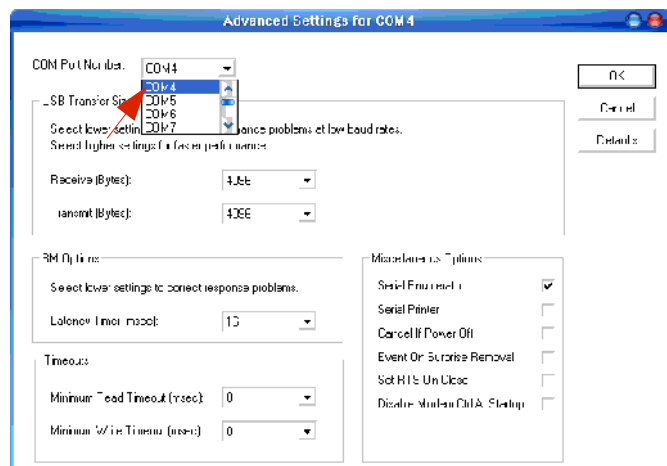 Advanced Settings for COM4
COM Port Number: COM4
COM4
COM5
COM6
COM7
USB Transfer
Select lower ance problems at low baud rates.
Select higher settings for faster performance
Receive (Bytes): 4096
Transmit (Bytes): 4096
BM Options
Select lower settings to correct response problems.
Latency Timer (msec): 16
Timeouts
Minimum Read Timeout (msec): 0
Minimum Write Timeout (msec): 0
Miscellaneous Options
Serial Enumerator
Serial Printer
Cancel If Power Off
Event On Surprise Removal
Set RTS On Close
Disable Modem Ctrl At Startup
OK
Cancel
Defaults